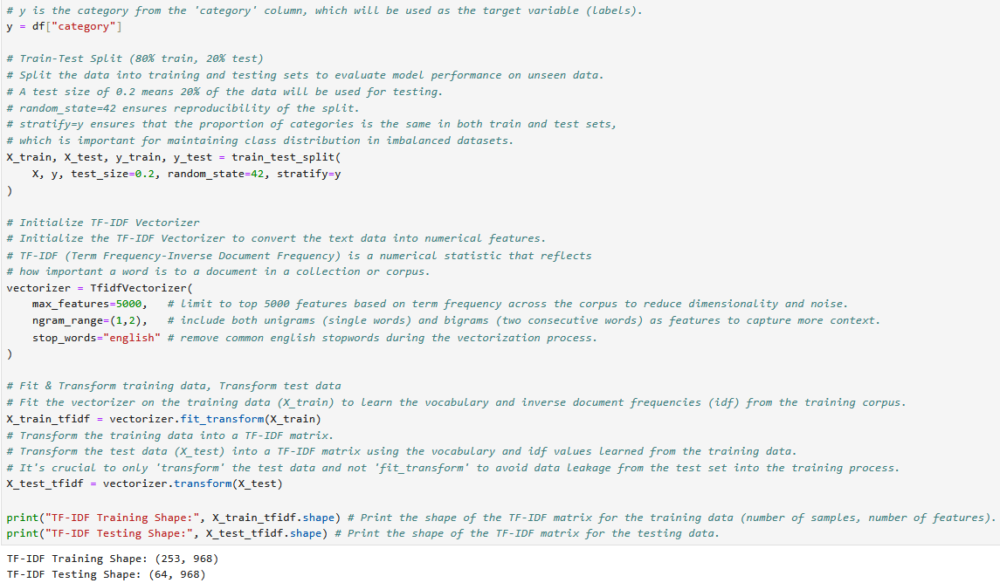 # y is the category from the 'category' column, which will be used as the target variable (labels).
y = df["category"]
# Train-Test Split (80% train, 20% test)
# Split the data into training and testing sets to evaluate model performance on unseen data.
# A test size of 0.2 means 20% of the data will be used for testing.
# random_state=42 ensures reproducibility of the split.
# stratify=y ensures that the proportion of categories is the same in both train and test sets,
# which is important for maintaining class distribution in imbalanced datasets.
X_train, X_test, y_train, y_test = train_test_split(
    X, y, test_size=0.2, random_state=42, stratify=y
)
# Initialize TF-IDF Vectorizer
# Initialize the TF-IDF Vectorizer to convert the text data into numerical features.
# TF-IDF (Term Frequency-Inverse Document Frequency) is a numerical statistic that reflects
# how important a word is to a document in a collection or corpus.
vectorizer = TfidfVectorizer(
    max_features=5000,   # limit to top 5000 features based on term frequency across the corpus to reduce dimensionality and noise.
    ngram_range=(1,2),   # include both unigrams (single words) and bigrams (two consecutive words) as features to capture more context.
    stop_words="english" # remove common english stopwords during the vectorization process.
)
# Fit & Transform training data, Transform test data
# Fit the vectorizer on the training data (X_train) to learn the vocabulary and inverse document frequencies (idf) from the training corpus.
X_train_tfidf = vectorizer.fit_transform(X_train)
# Transform the training data into a TF-IDF matrix.
# Transform the test data (X_test) into a TF-IDF matrix using the vocabulary and idf values learned from the training data.
# It's crucial to only 'transform' the test data and not 'fit_transform' to avoid data leakage from the test set into the training process.
X_test_tfidf = vectorizer.transform(X_test)
print("TF-IDF Training Shape:", X_train_tfidf.shape) # Print the shape of the TF-IDF matrix for the training data (number of samples, number of features).
print("TF-IDF Testing Shape:", X_test_tfidf.shape) # Print the shape of the TF-IDF matrix for the testing data.
TF-IDF Training Shape: (253, 968)
TF-IDF Testing Shape: (64, 968)